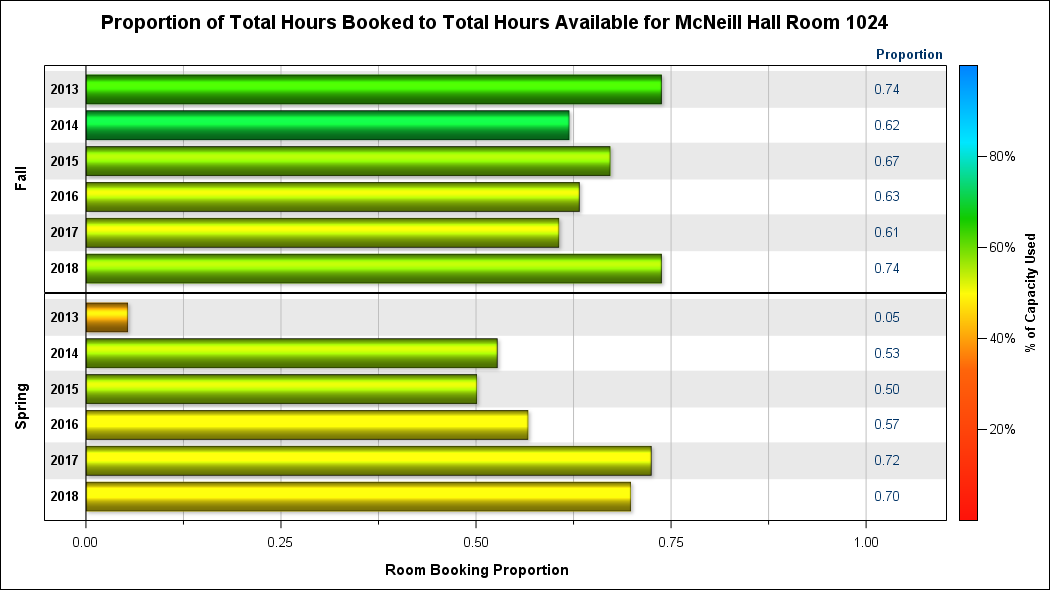 Proportion of Total Hours Booked to Total Hours Available for McNeill Hall Room 1024
Proportion
Fall
2013 0.74
2014 0.62
2015 0.67
2016 0.63
2017 0.61
2018 0.74
Spring
2013 0.05
2014 0.53
2015 0.50
2016 0.57
2017 0.72
2018 0.70
0.00 0.25 0.50 0.75 1.00
Room Booking Proportion
80%
60%
40%
20%
% of Capacity Used